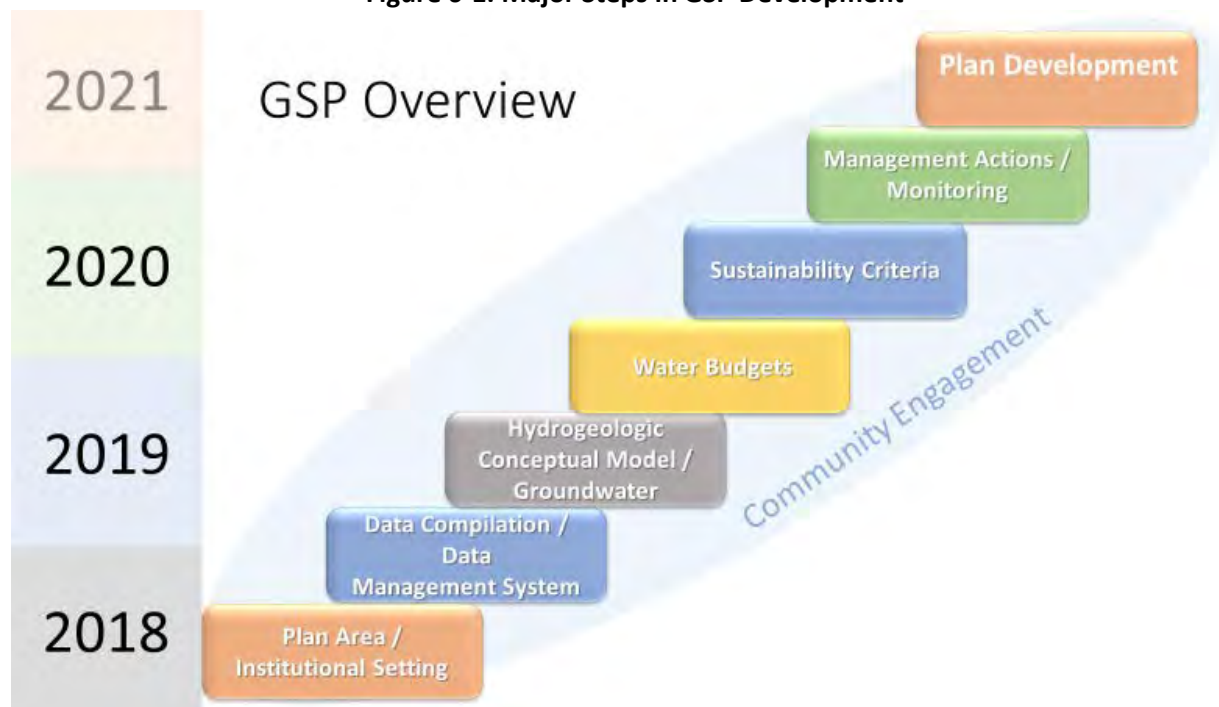 2021
GSP Overview
Plan Development
Management Actions /
Monitoring
2020
Sustainability Criteria
Water Budgets
Community Engagement
2019
Hydrogeologic
Conceptual Model /
Groundwater
Data Compilation /
Data
Management System
2018
Plan Area /
Institutional Setting